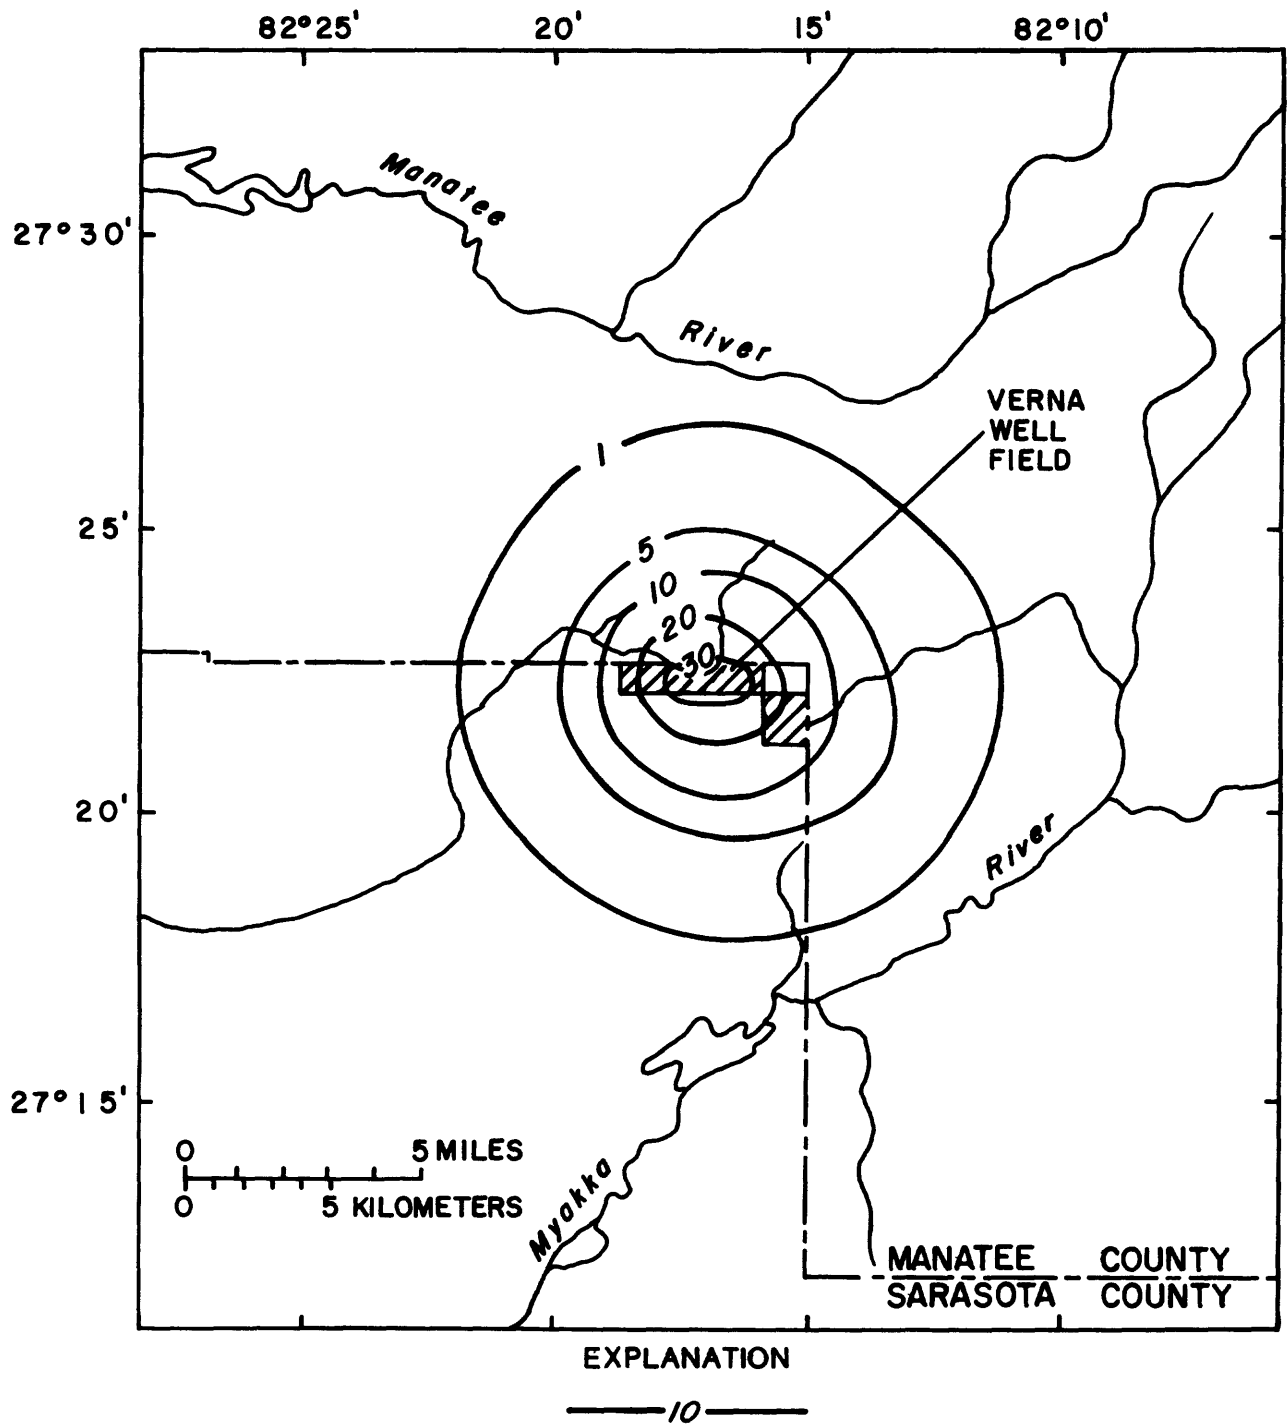 82°25' 20' 15' 82°10'
Manatee
27°30'
River
VERNA
WELL
FIELD
1
25'
5
10
20
30
20'
River
27°15'
0 5 MILES
0 5 KILOMETERS
Myakka
MANATEE COUNTY
SARASOTA COUNTY
EXPLANATION
10